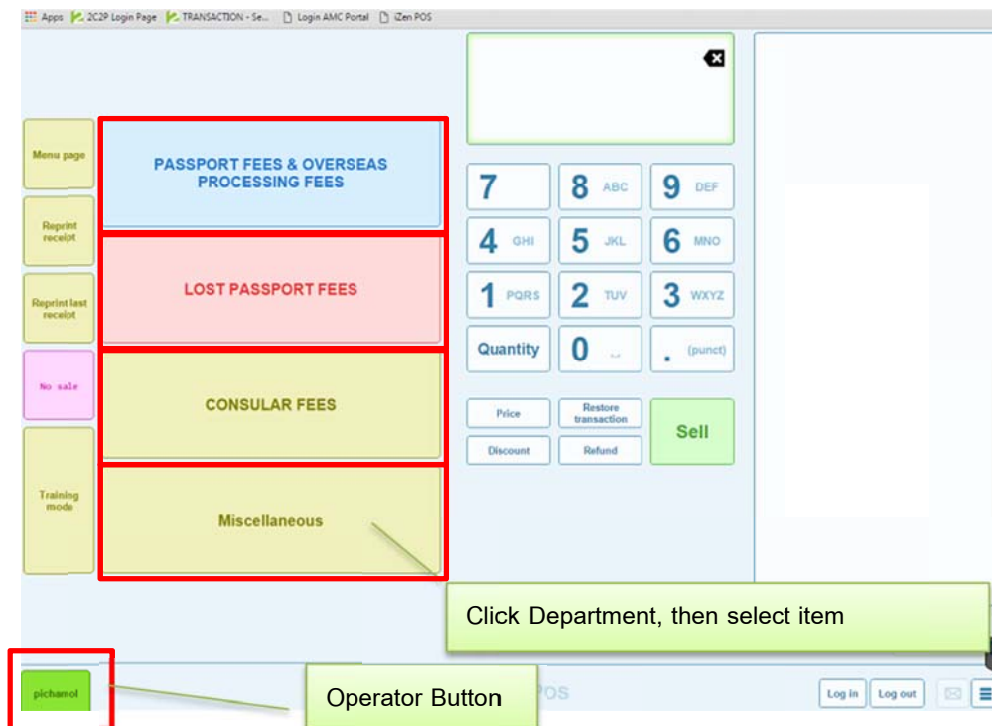 Apps 2C2P Login Page TRANSACTION - Se... Login AMC Portal iZen POS
Menu page
Reprint
receipt
Reprint last
receipt
No sale
Training
mode
PASSPORT FEES & OVERSEAS
PROCESSING FEES
LOST PASSPORT FEES
CONSULAR FEES
Miscellaneous
7 8 ABC 9 DEF
4 GHI 5 JKL 6 MNO
1 PQRS 2 TUV 3 WXYZ
Quantity 0 . (punct)
Price Restore
transaction Sell
Discount Refund
Click Department, then select item
pichamol Operator Button POS Log in Log out